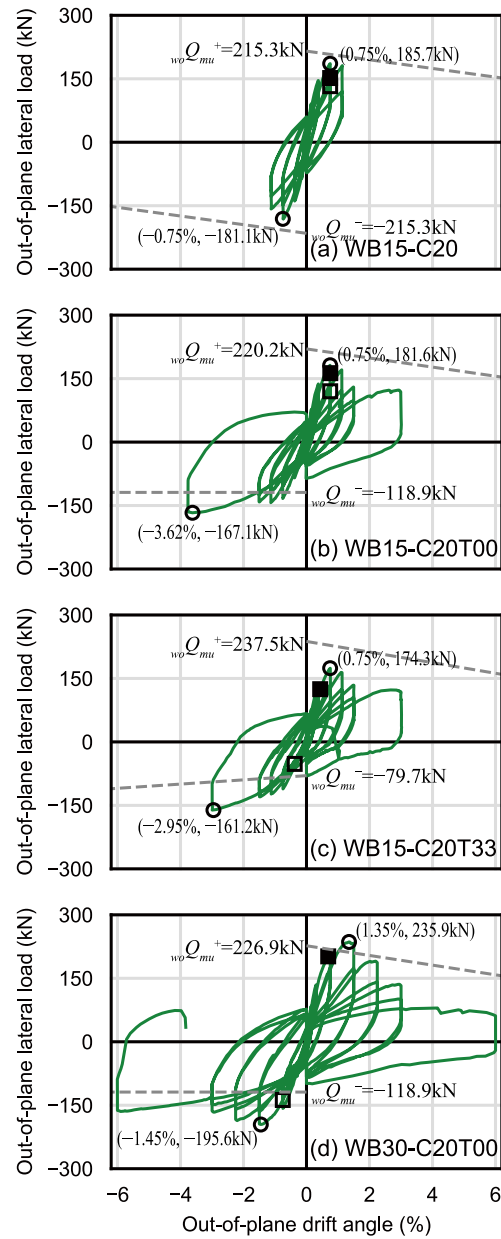 Out-of-plane lateral load (kN)
300
150
0
−150
−300
woQmu+=215.3kN
(0.75%, 185.7kN)
(−0.75%, −181.1kN)
woQmu−=−215.3kN
(a) WB15-C20
Out-of-plane lateral load (kN)
300
150
0
−150
−300
woQmu+=220.2kN
(0.75%, 181.6kN)
woQmu−=−118.9kN
(−3.62%, −167.1kN)
(b) WB15-C20T00
Out-of-plane lateral load (kN)
300
150
0
−150
−300
woQmu+=237.5kN
(0.75%, 174.3kN)
woQmu−=−79.7kN
(−2.95%, −161.2kN)
(c) WB15-C20T33
Out-of-plane lateral load (kN)
300
150
0
−150
−300
(1.35%, 235.9kN)
woQmu+=226.9kN
woQmu−=−118.9kN
(−1.45%, −195.6kN)
(d) WB30-C20T00
−6 −4 −2 0 2 4 6
Out-of-plane drift angle (%)